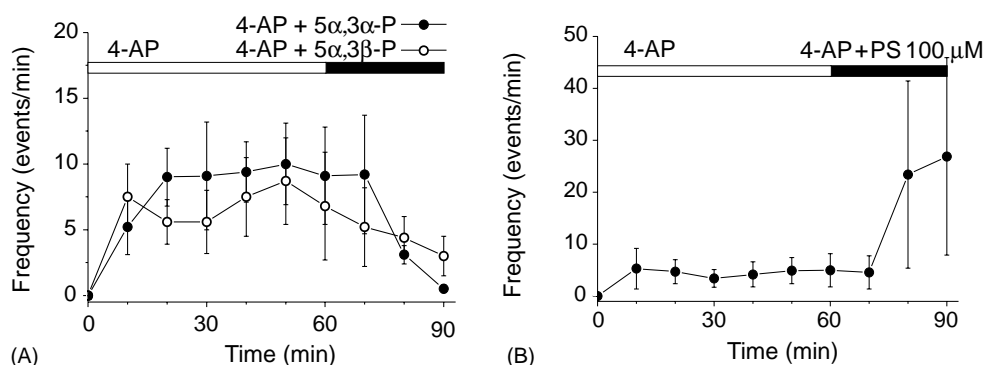 20
4-AP + 5α,3α-P
4-AP
4-AP + 5α,3β-P
15
10
5
0
0
30
60
90
Frequency (events/min)
Time (min)
(A)
50
4-AP
4-AP+PS 100 μM
40
30
20
10
0
0
30
60
90
Frequency (events/min)
Time (min)
(B)